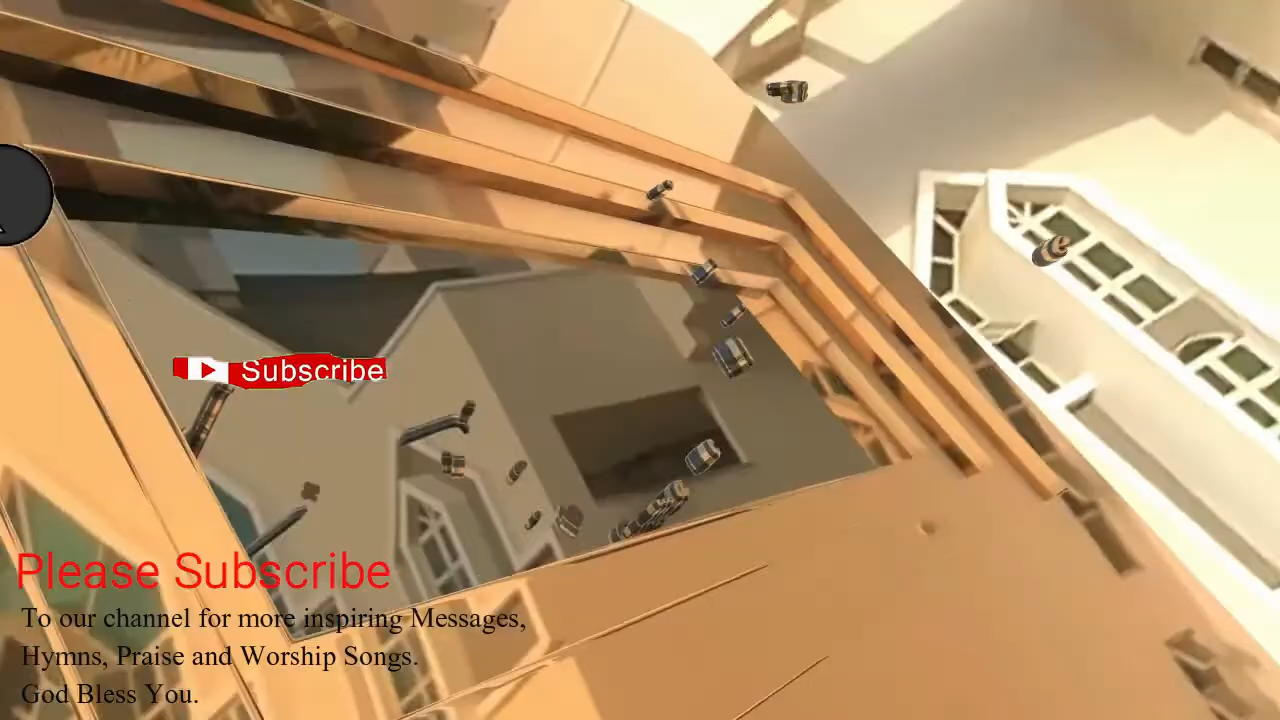 Subscribe
Please Subscribe
To our channel for more inspiring Messages,
Hymns, Praise and Worship Songs.
God Bless You.